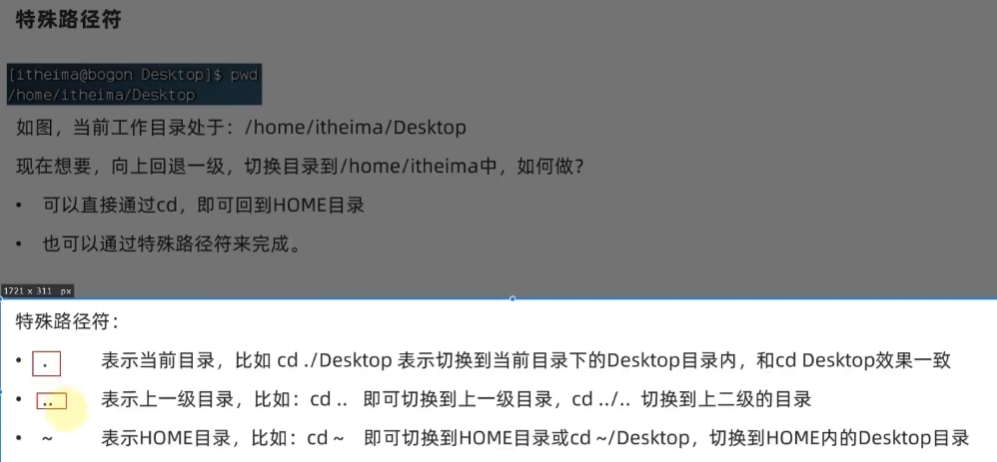 特殊路径符
[itheima@bogon Desktop]$ pwd
/home/itheima/Desktop
如图，当前工作目录处于：/home/itheima/Desktop
现在想要，向上回退一级，切换目录到/home/itheima中，如何做？
• 可以直接通过cd，即可回到HOME目录
• 也可以通过特殊路径符来完成。
1721 x 311 px
特殊路径符：
• . 表示当前目录，比如 cd ./Desktop 表示切换到当前目录下的Desktop目录内，和cd Desktop效果一致
• .. 表示上一级目录，比如：cd .. 即可切换到上一级目录，cd ../.. 切换到上二级的目录
• ~ 表示HOME目录，比如：cd ~ 即可切换到HOME目录或cd ~/Desktop，切换到HOME内的Desktop目录